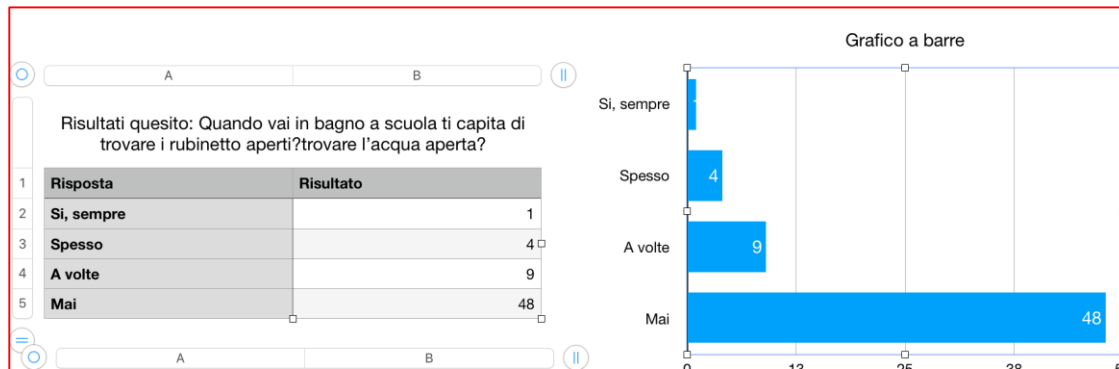 A B
Risultati quesito: Quando vai in bagno a scuola ti capita di
trovare i rubinetto aperti?trovare l’acqua aperta?
1 Risposta Risultato
2 Si, sempre 1
3 Spesso 4
4 A volte 9
5 Mai 48
A B
Grafico a barre
Si, sempre
Spesso 4
A volte 9
Mai 48
0 13 25 38